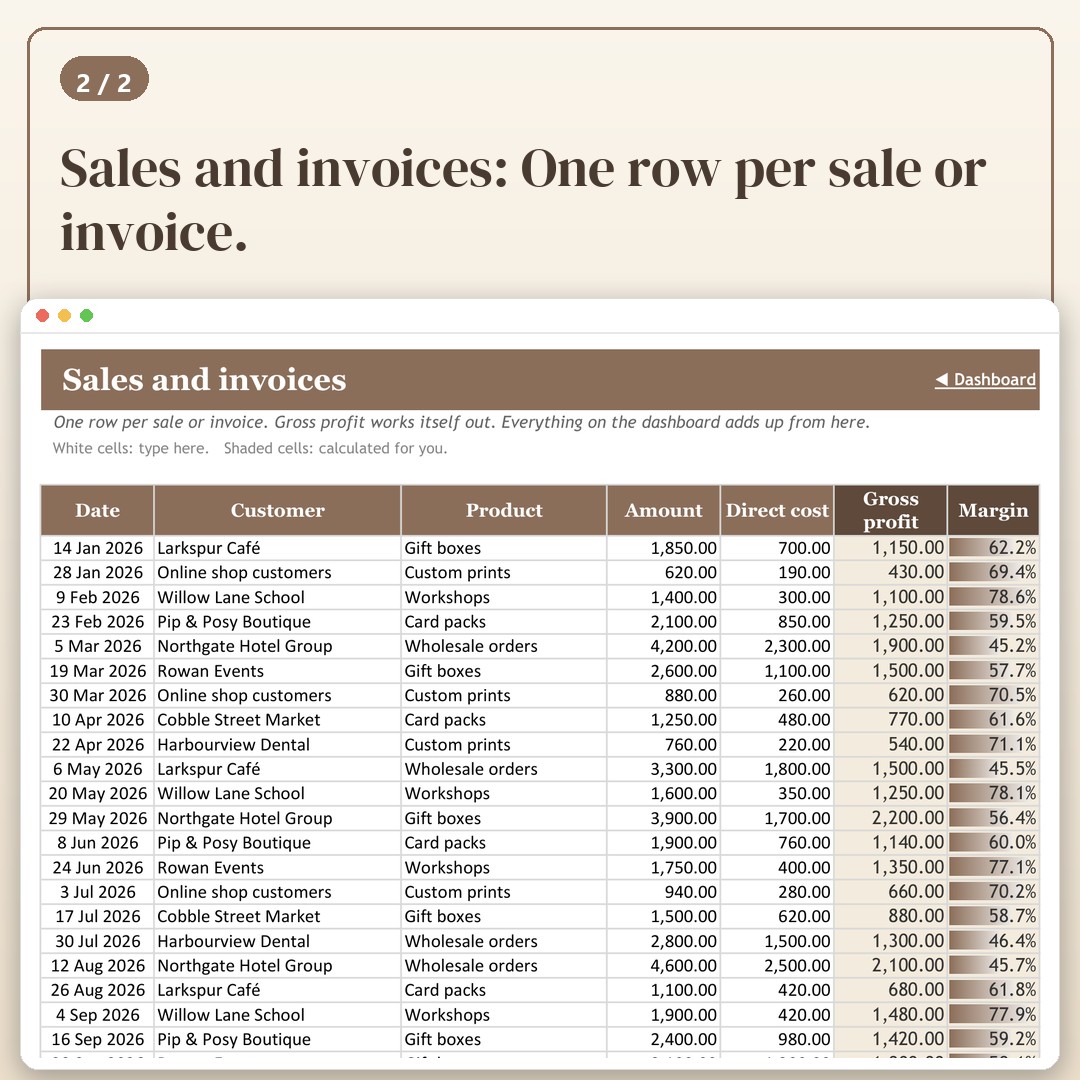 2 / 2
Sales and invoices: One row per sale or
invoice.
Sales and invoices ◀ Dashboard
One row per sale or invoice. Gross profit works itself out. Everything on the dashboard adds up from here.
White cells: type here. Shaded cells: calculated for you.
Date Customer Product Amount Direct cost Gross profit Margin
14 Jan 2026 Larkspur Café Gift boxes 1,850.00 700.00 1,150.00 62.2%
28 Jan 2026 Online shop customers Custom prints 620.00 190.00 430.00 69.4%
9 Feb 2026 Willow Lane School Workshops 1,400.00 300.00 1,100.00 78.6%
23 Feb 2026 Pip & Posy Boutique Card packs 2,100.00 850.00 1,250.00 59.5%
5 Mar 2026 Northgate Hotel Group Wholesale orders 4,200.00 2,300.00 1,900.00 45.2%
19 Mar 2026 Rowan Events Gift boxes 2,600.00 1,100.00 1,500.00 57.7%
30 Mar 2026 Online shop customers Custom prints 880.00 260.00 620.00 70.5%
10 Apr 2026 Cobble Street Market Card packs 1,250.00 480.00 770.00 61.6%
22 Apr 2026 Harbourview Dental Custom prints 760.00 220.00 540.00 71.1%
6 May 2026 Larkspur Café Wholesale orders 3,300.00 1,800.00 1,500.00 45.5%
20 May 2026 Willow Lane School Workshops 1,600.00 350.00 1,250.00 78.1%
29 May 2026 Northgate Hotel Group Gift boxes 3,900.00 1,700.00 2,200.00 56.4%
8 Jun 2026 Pip & Posy Boutique Card packs 1,900.00 760.00 1,140.00 60.0%
24 Jun 2026 Rowan Events Workshops 1,750.00 400.00 1,350.00 77.1%
3 Jul 2026 Online shop customers Custom prints 940.00 280.00 660.00 70.2%
17 Jul 2026 Cobble Street Market Gift boxes 1,500.00 620.00 880.00 58.7%
30 Jul 2026 Harbourview Dental Wholesale orders 2,800.00 1,500.00 1,300.00 46.4%
12 Aug 2026 Northgate Hotel Group Wholesale orders 4,600.00 2,500.00 2,100.00 45.7%
26 Aug 2026 Larkspur Café Card packs 1,100.00 420.00 680.00 61.8%
4 Sep 2026 Willow Lane School Workshops 1,900.00 420.00 1,480.00 77.9%
16 Sep 2026 Pip & Posy Boutique Gift boxes 2,400.00 980.00 1,420.00 59.2%